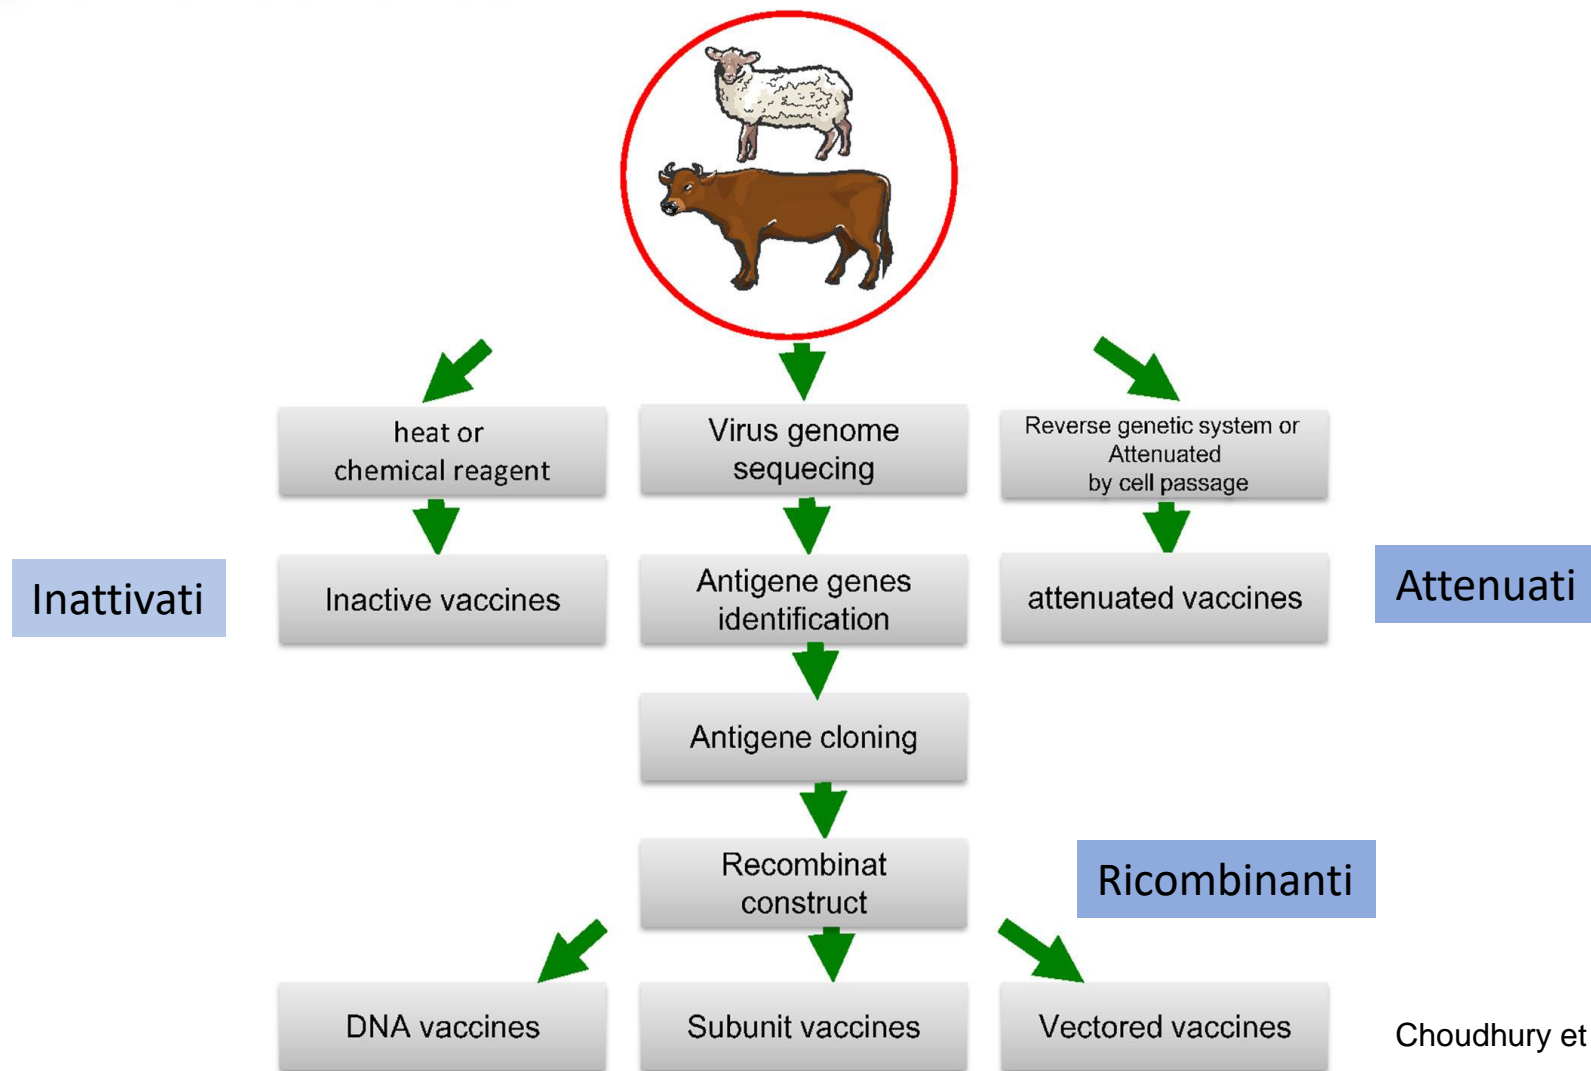 heat or
chemical reagent
Virus genome
sequecing
Reverse genetic system or
Attenuated
by cell passage
Inattivati
Inactive vaccines
Antigene genes
identification
attenuated vaccines
Attenuati
Antigene cloning
Recombinat
construct
Ricombinanti
DNA vaccines
Subunit vaccines
Vectored vaccines
Choudhury et